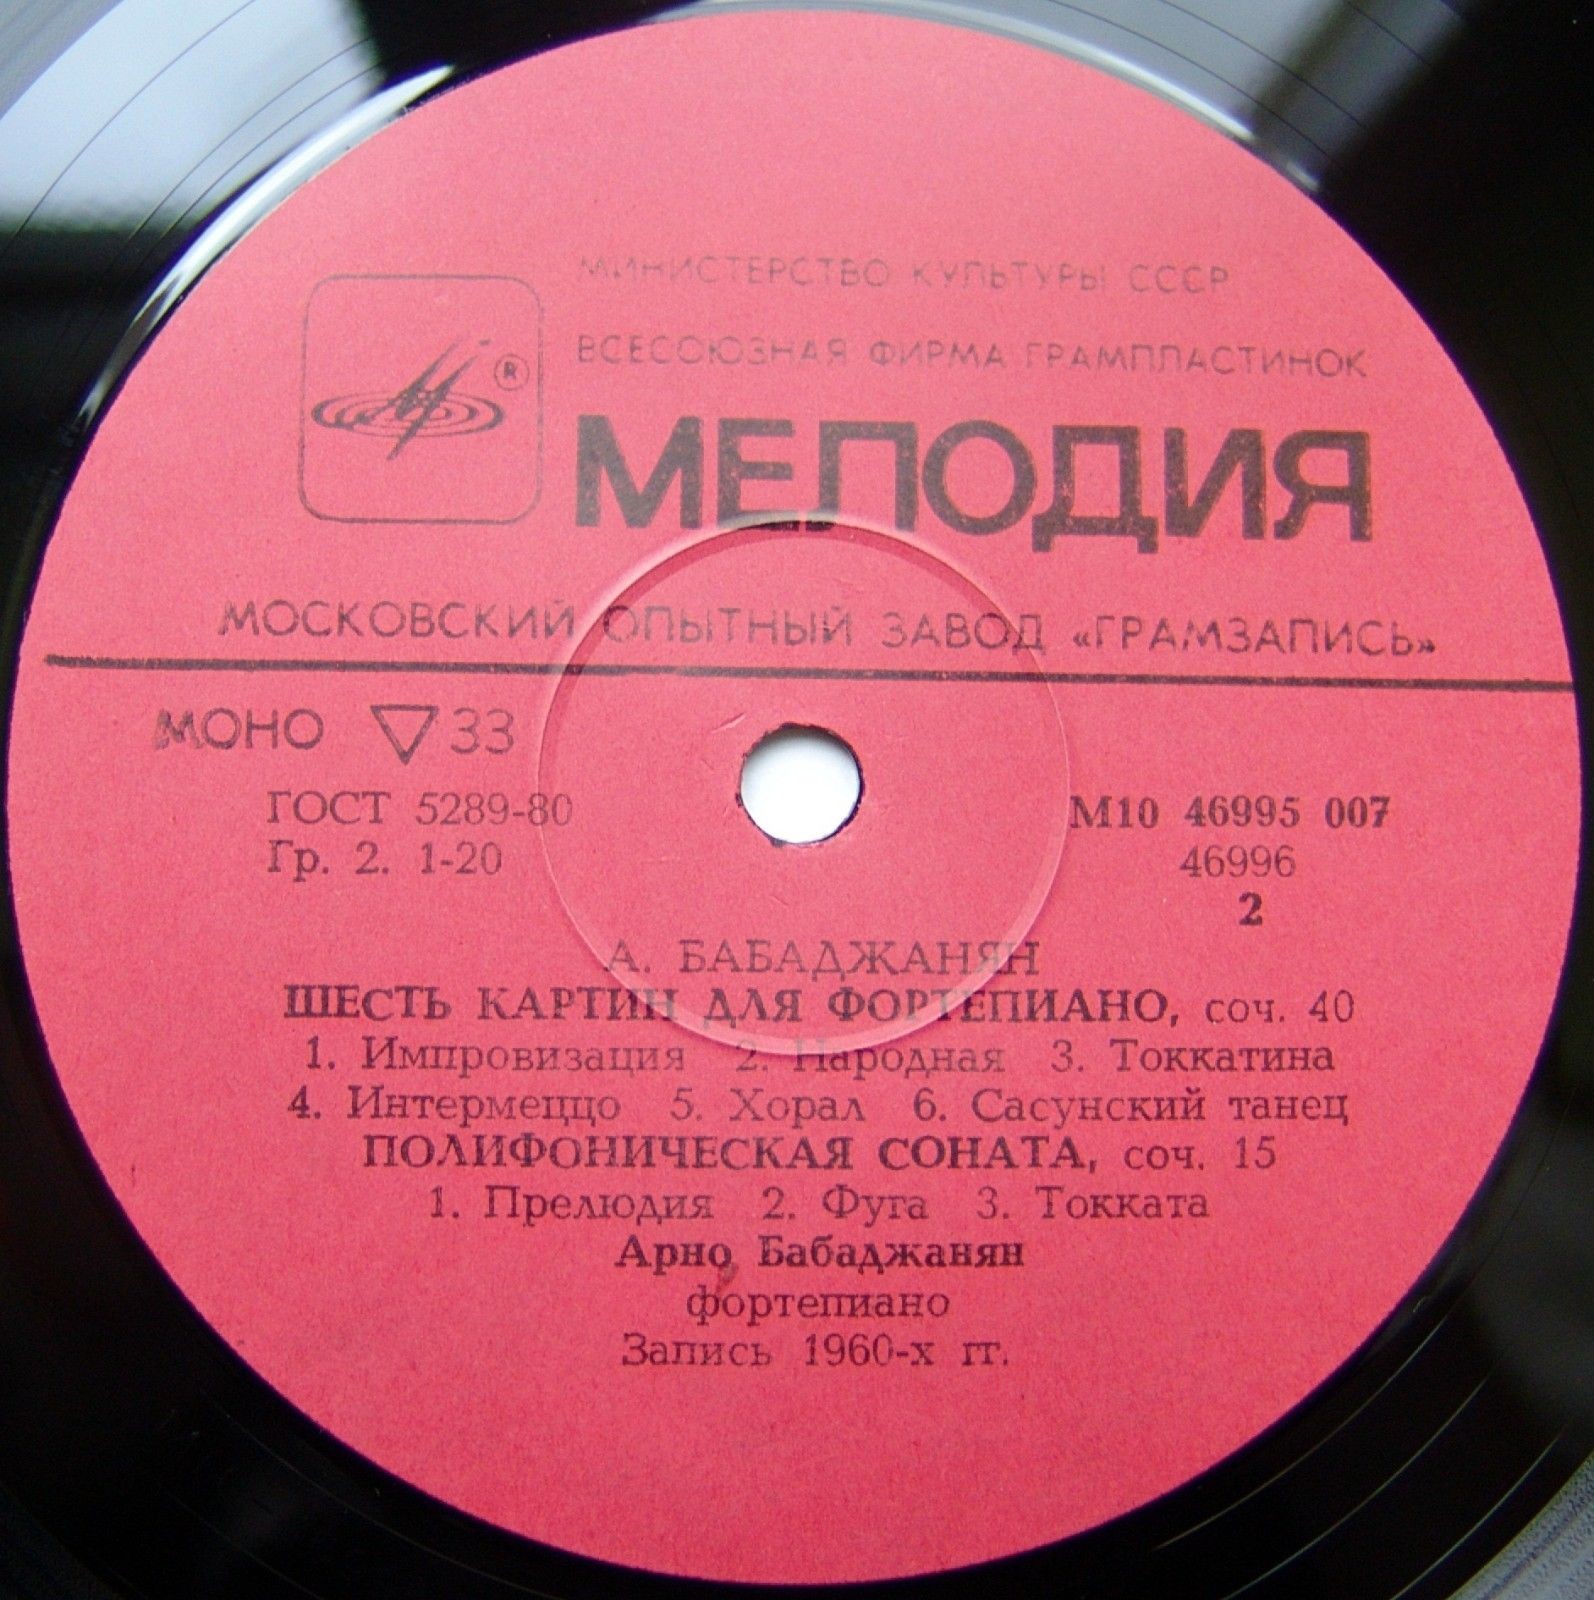 МИНИСТЕРСТВО КУЛЬТУРЫ СССР
ВСЕСОЮЗНАЯ ФИРМА ГРАМПЛАСТИНОК
®
МЕЛОДИЯ
МОСКОВСКИЙ ОПЫТНЫЙ ЗАВОД «ГРАМЗАПИСЬ»
МОНО ▽ 33
ГОСТ 5289-80
Гр. 2. 1-20
М10 46995 007
46996
2
А. БАБАДЖАНЯН
ШЕСТЬ КАРТИН ДЛЯ ФОРТЕПИАНО, соч. 40
1. Импровизация 2. Народная 3. Токкатина
4. Интермеццо 5. Хорал 6. Сасунский танец
ПОЛИФОНИЧЕСКАЯ СОНАТА, соч. 15
1. Прелюдия 2. Фуга 3. Токката
Арно Бабаджанян
фортепиано
Запись 1960-х гг.